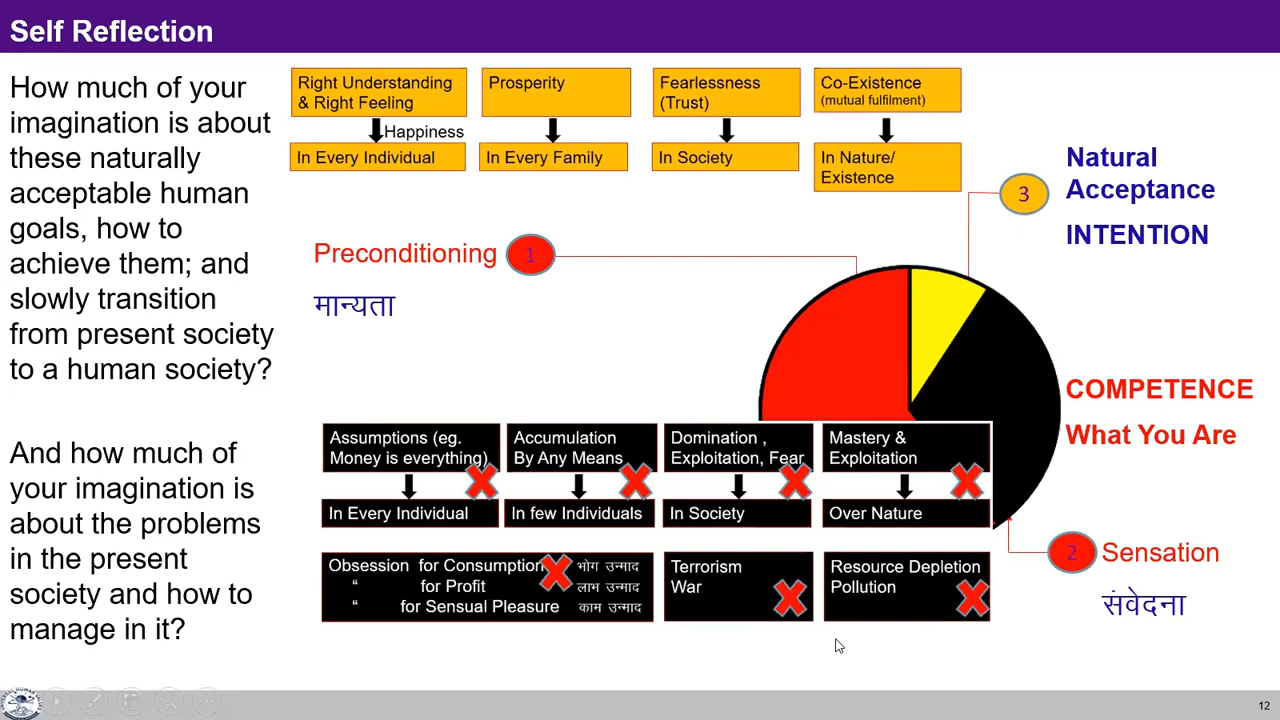 Self Reflection
How much of your
imagination is about
these naturally
acceptable human
goals, how to
achieve them; and
slowly transition
from present society
to a human society?
And how much of
your imagination is
about the problems
in the present
society and how to
manage in it?
Right Understanding
& Right Feeling
Happiness
In Every Individual
Prosperity
In Every Family
Fearlessness
(Trust)
In Society
Co-Existence
(mutual fulfilment)
In Nature/
Existence
3
Natural
Acceptance
INTENTION
Preconditioning
1
मान्यता
COMPETENCE
What You Are
Assumptions (eg.
Money is everything)
In Every Individual
Accumulation
By Any Means
In few Individuals
Domination ,
Exploitation, Fear
In Society
Mastery &
Exploitation
Over Nature
Obsession for Consumption भोग उन्माद
“ for Profit लाभ उन्माद
“ for Sensual Pleasure काम उन्माद
Terrorism
War
Resource Depletion
Pollution
2
Sensation
संवेदना
12